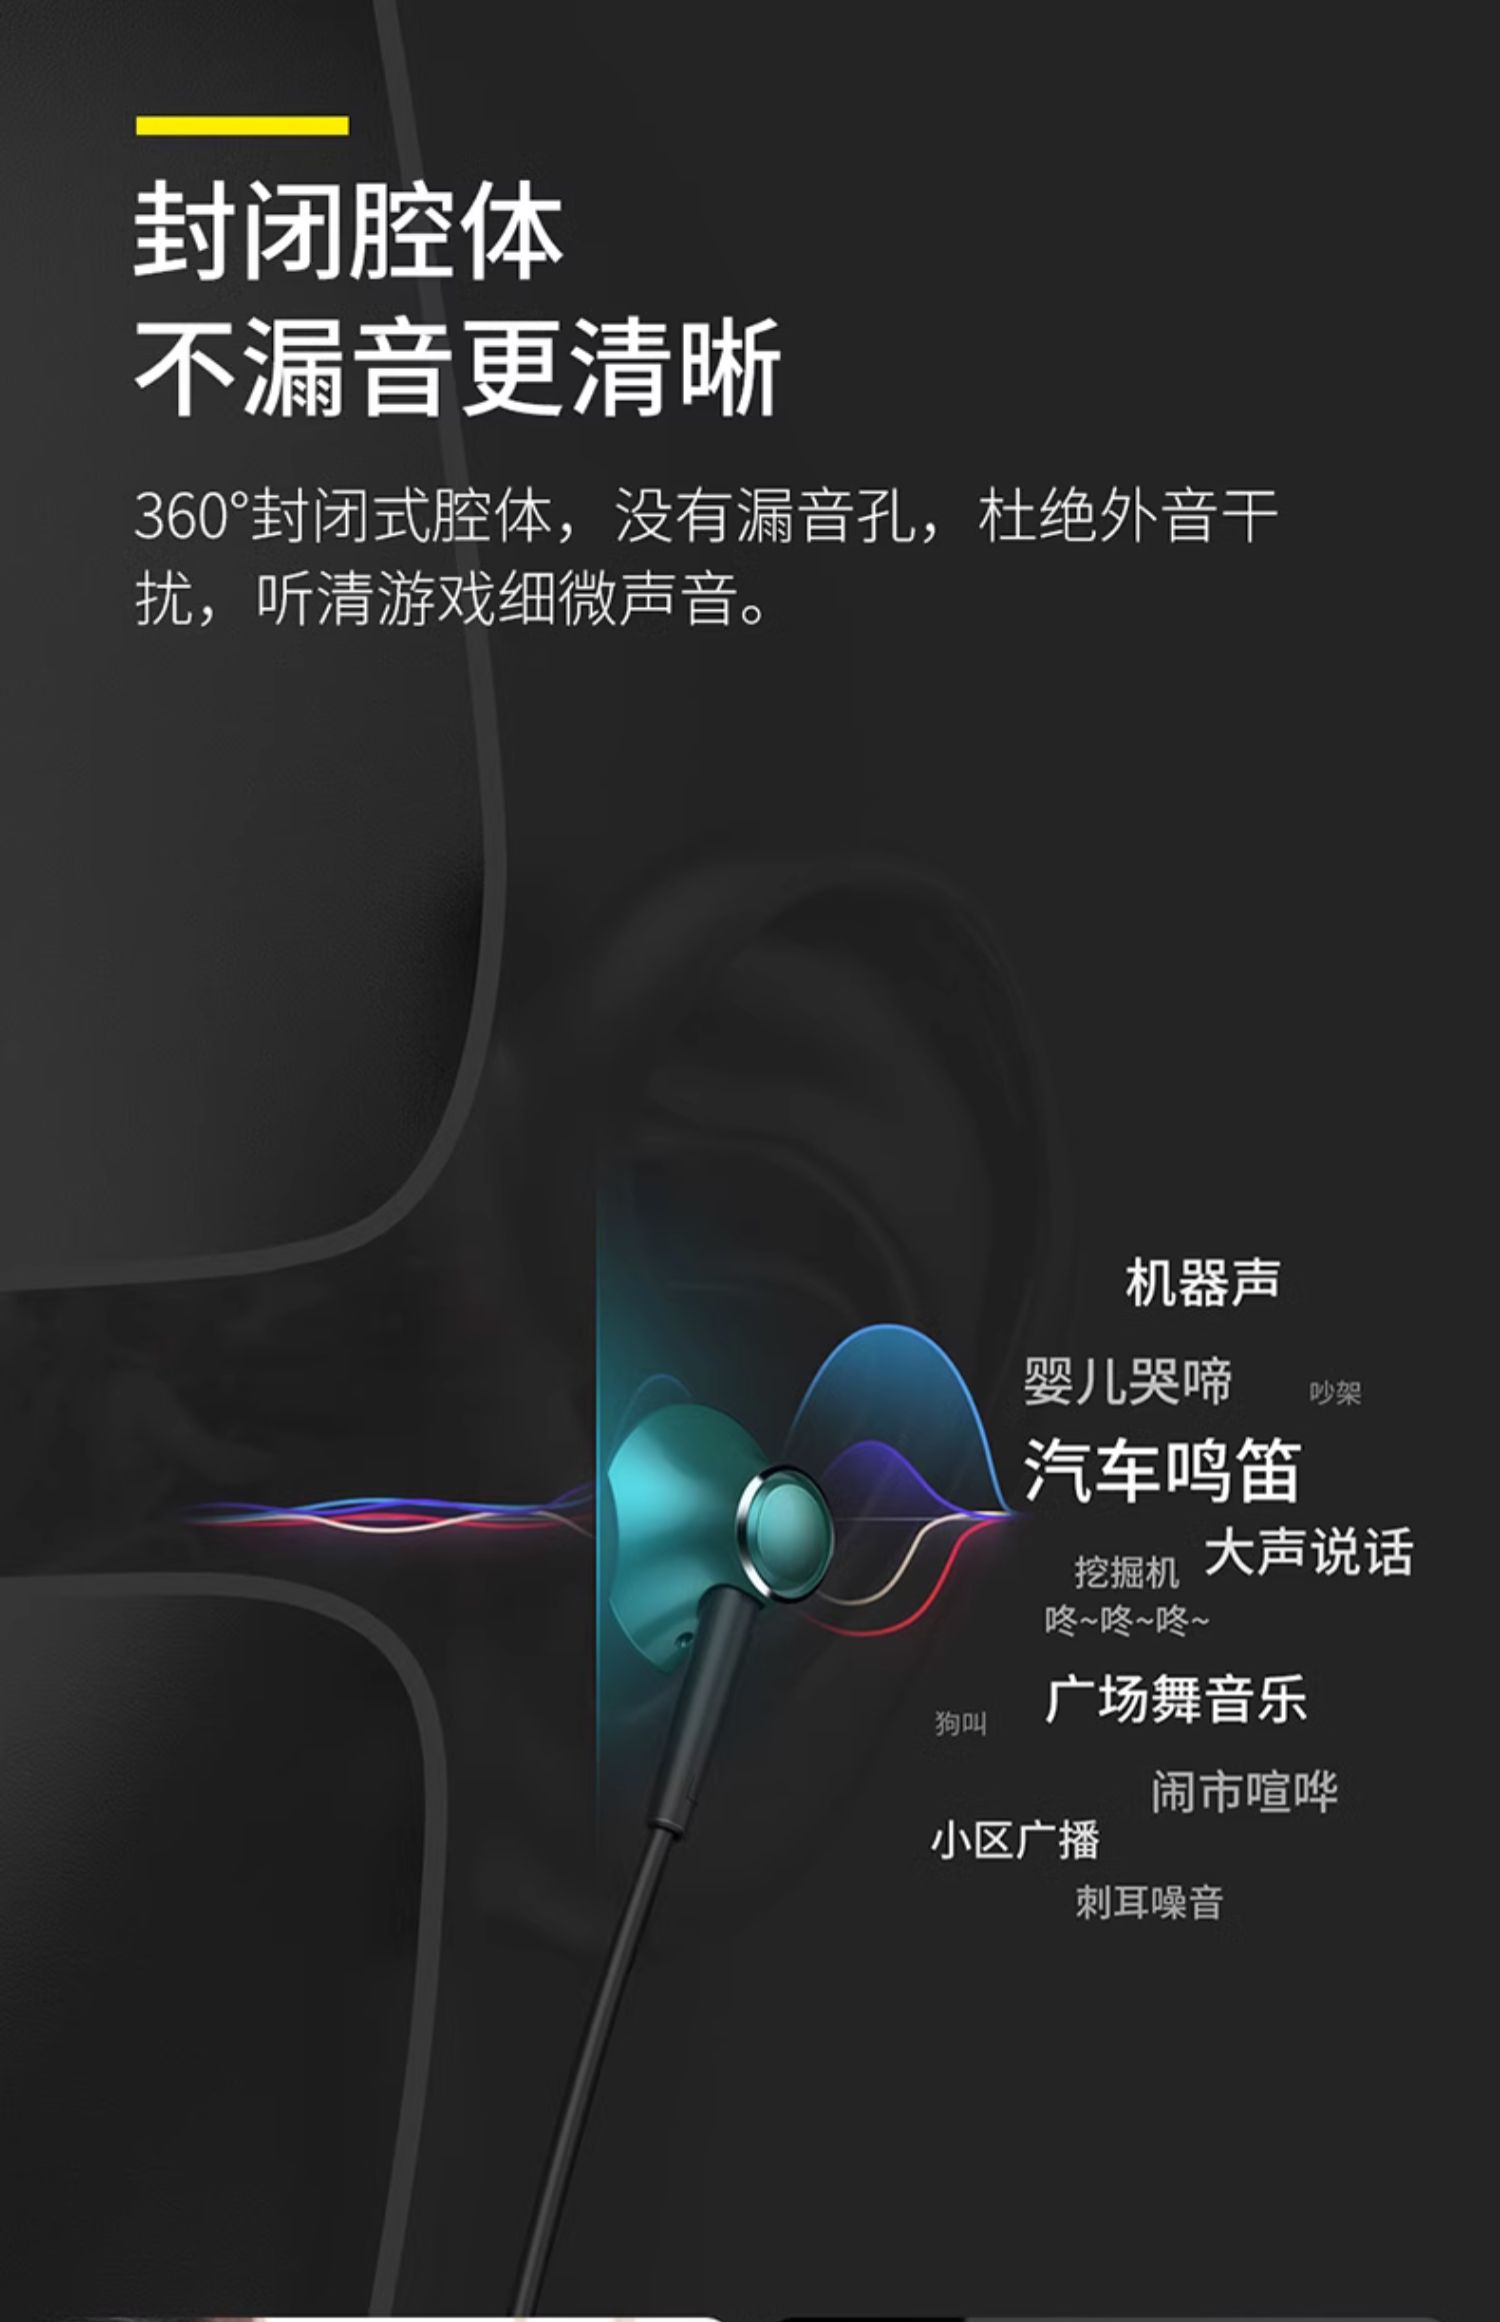 封闭腔体
不漏音更清晰
360°封闭式腔体，没有漏音孔，杜绝外音干
扰，听清游戏细微声音。
机器声
婴儿哭啼
吵架
汽车鸣笛
大声说话
挖掘机
咚~咚~咚~
广场舞音乐
狗叫
闹市喧哗
小区广播
刺耳噪音